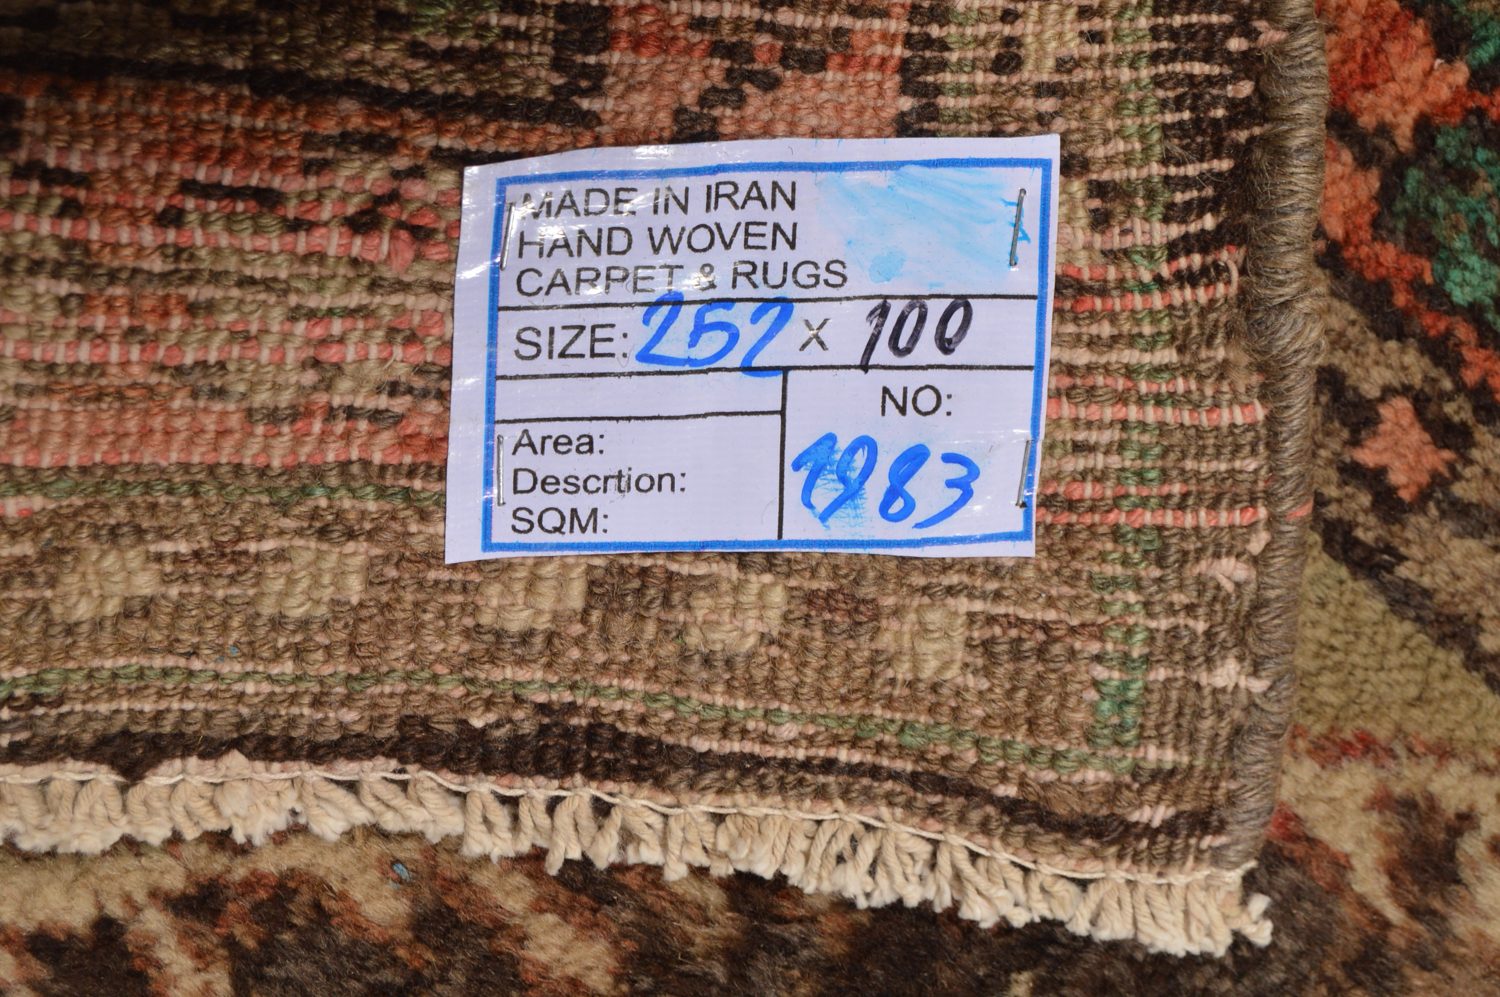 MADE IN IRAN
HAND WOVEN
CARPET & RUGS
SIZE: 252 X 100
NO:
1983
Area:
Descrtion:
SQM: